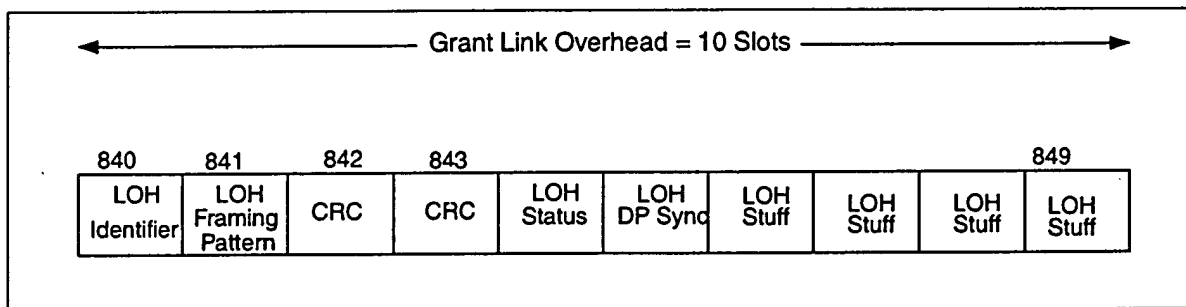 Grant Link Overhead = 10 Slots
840 841 842 843 849
LOH Identifier
LOH Framing Pattern
CRC
CRC
LOH Status
LOH DP Sync
LOH Stuff
LOH Stuff
LOH Stuff
LOH Stuff